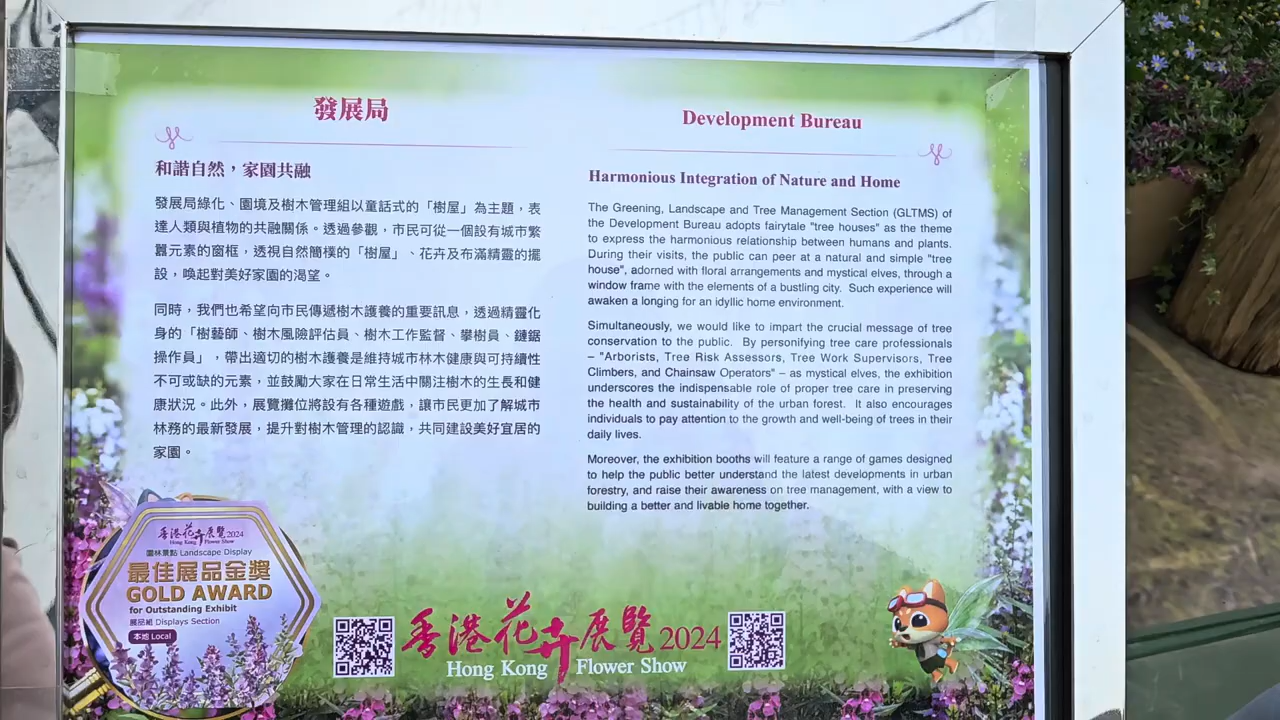 發展局
和諧自然，家園共融
發展局綠化、園境及樹木管理組以童話式的「樹屋」為主題，表
達人類與植物的共融關係。透過參觀，市民可從一個設有城市繁
囂元素的窗框，透視自然簡樸的「樹屋」、花卉及布滿精靈的擺
設，喚起對美好家園的渴望。
同時，我們也希望向市民傳遞樹木護養的重要訊息，透過精靈化
身的「樹藝師、樹木風險評估員、樹木工作監督、攀樹員、鏈鋸
操作員」，帶出適切的樹木護養是維持城市林木健康與可持續性
不可或缺的元素，並鼓勵大家在日常生活中關注樹木的生長和健
康狀況。此外，展覽攤位將設有各種遊戲，讓市民更加了解城市
林務的最新發展，提升對樹木管理的認識，共同建設美好宜居的
家園。
Development Bureau
Harmonious Integration of Nature and Home
The Greening, Landscape and Tree Management Section (GLTMS) of
the Development Bureau adopts fairytale "tree houses" as the theme
to express the harmonious relationship between humans and plants.
During their visits, the public can peer at a natural and simple "tree
house", adorned with floral arrangements and mystical elves, through a
window frame with the elements of a bustling city. Such experience will
awaken a longing for an idyllic home environment.
Simultaneously, we would like to impart the crucial message of tree
conservation to the public. By personifying tree care professionals
– "Arborists, Tree Risk Assessors, Tree Work Supervisors, Tree
Climbers, and Chainsaw Operators" – as mystical elves, the exhibition
underscores the indispensable role of proper tree care in preserving
the health and sustainability of the urban forest. It also encourages
individuals to pay attention to the growth and well-being of trees in their
daily lives.
Moreover, the exhibition booths will feature a range of games designed
to help the public better understand the latest developments in urban
forestry, and raise their awareness on tree management, with a view to
building a better and livable home together.
香港花卉展覽2024
Hong Kong Flower Show
園林景點 Landscape Display
最佳展品金獎
GOLD AWARD
for Outstanding Exhibit
展品組 Displays Section
本地 Local
香港花卉展覽2024
Hong Kong Flower Show